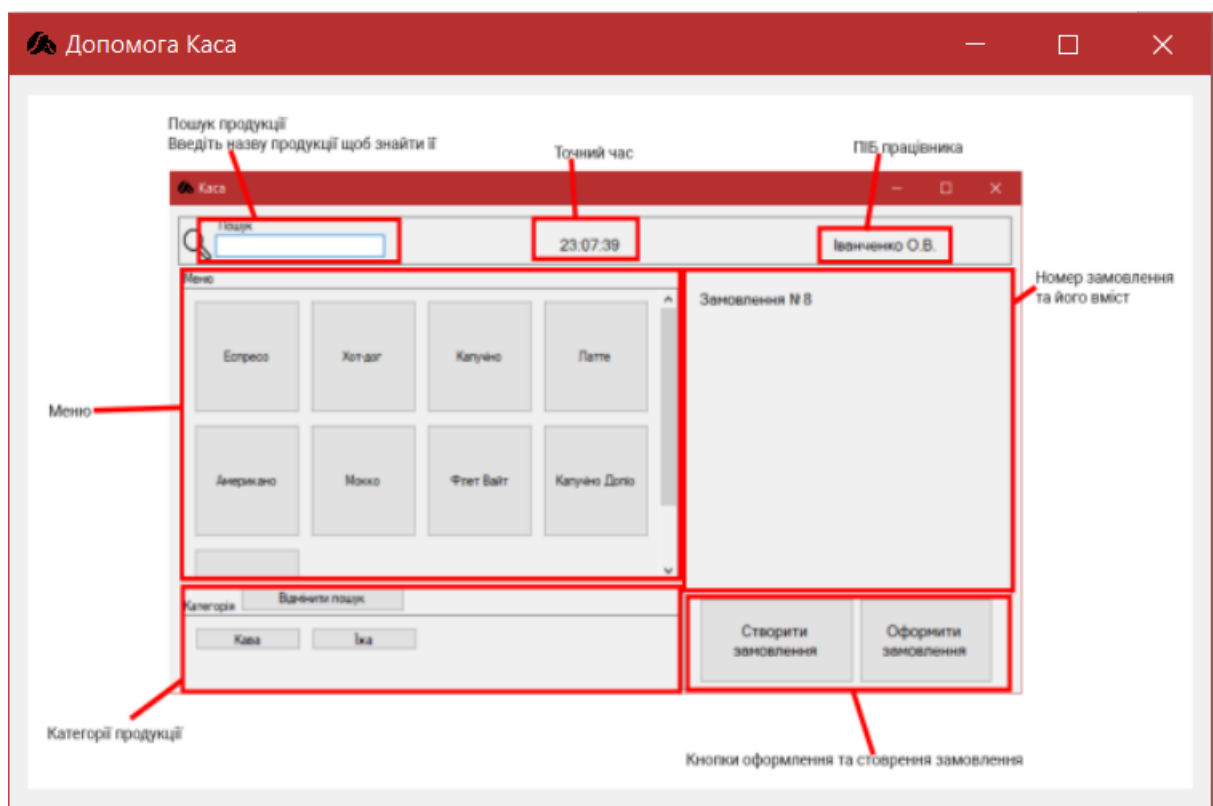 Допомога Каса
Пошук продукції
Введіть назву продукції щоб знайти її
Точний час
ПІБ працівника
Каса
Пошук
23:07:39
Іванченко О.В.
Меню
Замовлення № 8
Номер замовлення
та його вміст
Еспресо
Хот-дог
Капучіно
Латте
Меню
Американо
Мокко
Флет Вайт
Капучіно Допіо
Категорія
Відмінити пошук
Кава
Їжа
Створити
замовлення
Оформити
замовлення
Категорії продукції
Кнопки оформлення та стоврення замовлення